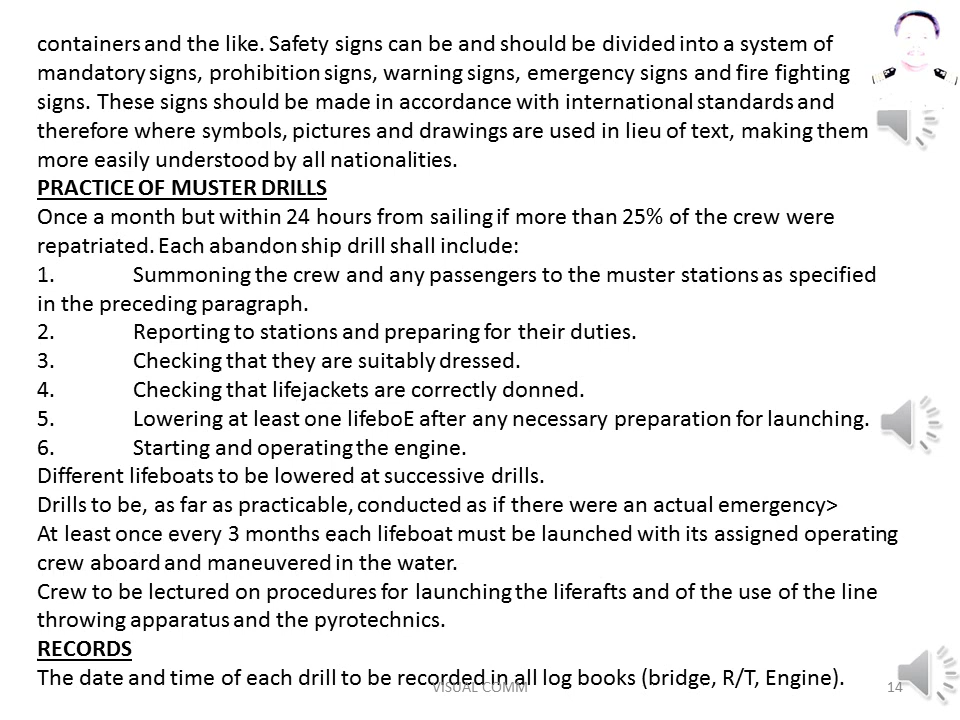 containers and the like. Safety signs can be and should be divided into a system of
mandatory signs, prohibition signs, warning signs, emergency signs and fire fighting
signs. These signs should be made in accordance with international standards and
therefore where symbols, pictures and drawings are used in lieu of text, making them
more easily understood by all nationalities.
PRACTICE OF MUSTER DRILLS
Once a month but within 24 hours from sailing if more than 25% of the crew were
repatriated. Each abandon ship drill shall include:
1. Summoning the crew and any passengers to the muster stations as specified
in the preceding paragraph.
2. Reporting to stations and preparing for their duties.
3. Checking that they are suitably dressed.
4. Checking that lifejackets are correctly donned.
5. Lowering at least one lifeboE after any necessary preparation for launching.
6. Starting and operating the engine.
Different lifeboats to be lowered at successive drills.
Drills to be, as far as practicable, conducted as if there were an actual emergency>
At least once every 3 months each lifeboat must be launched with its assigned operating
crew aboard and maneuvered in the water.
Crew to be lectured on procedures for launching the liferafts and of the use of the line
throwing apparatus and the pyrotechnics.
RECORDS
The date and time of each drill to be recorded in all log books (bridge, R/T, Engine).
VISUAL COMM
14